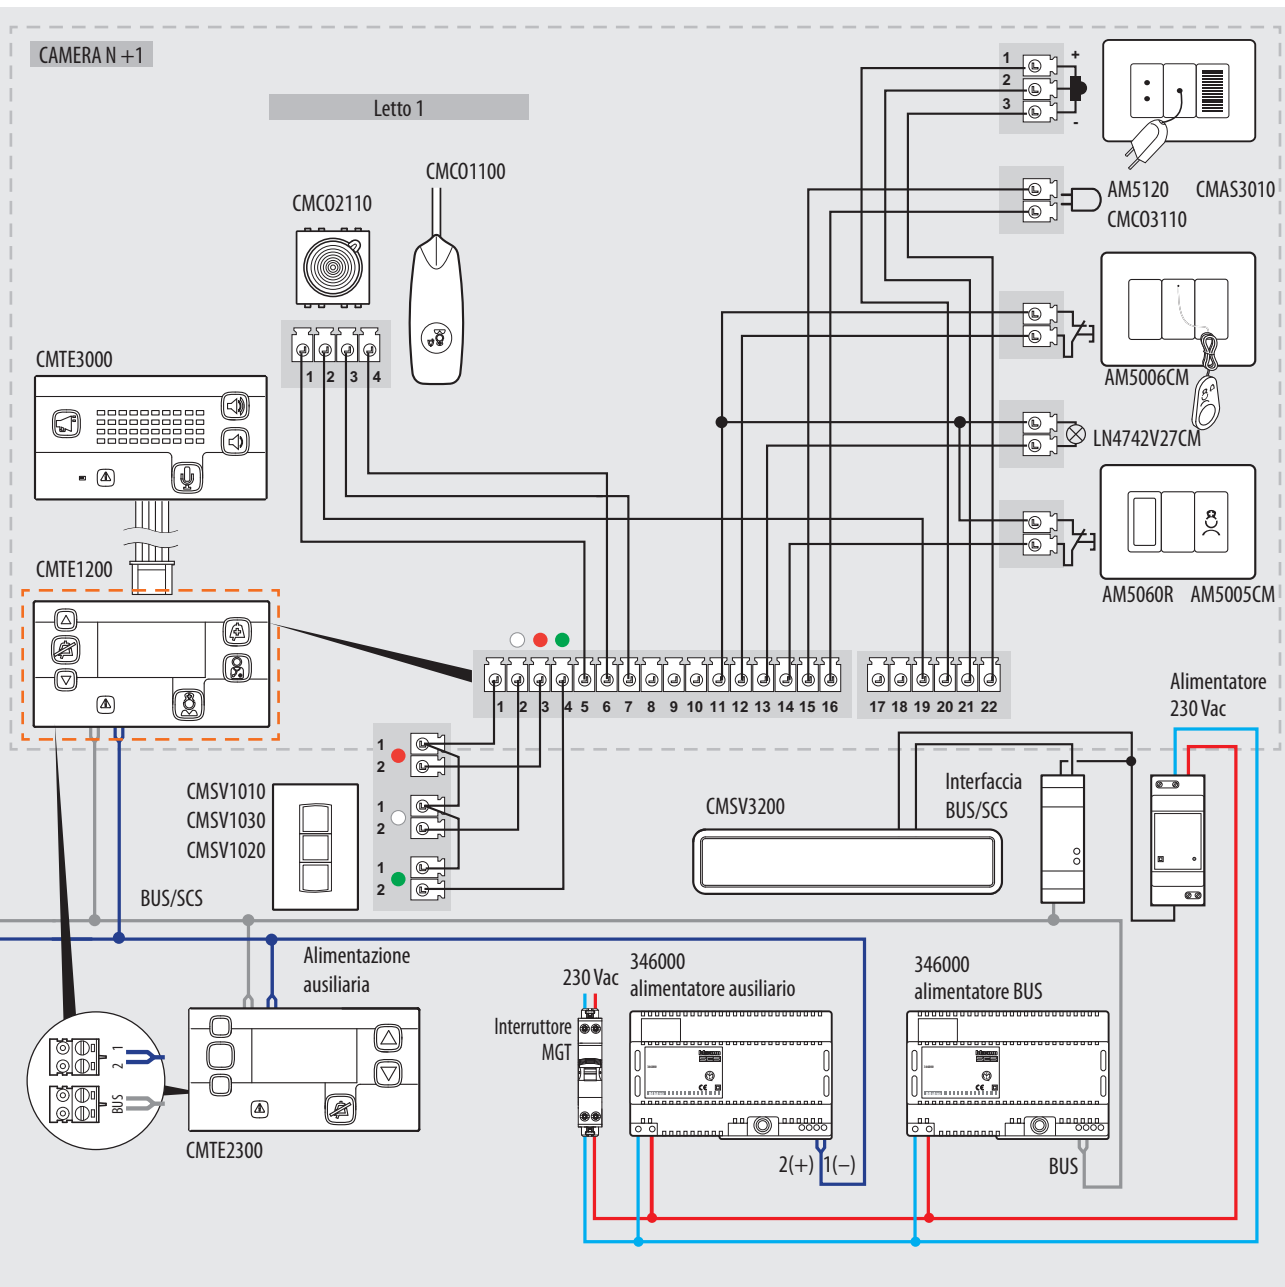 CAMERA N +1
Letto 1
CMCO1100
CMCO2110
1 2 3 4
1
2
3
+
-
AM5120 CMAS3010
CMCO3110
AM5006CM
LN4742V27CM
AM5060R AM5005CM
CMTE3000
CMTE1200
1 2 3 4 5 6 7 8 9 10 11 12 13 14 15 16
17 18 19 20 21 22
Alimentatore
230 Vac
1
2
1
2
1
2
CMSV1010
CMSV1030
CMSV1020
CMSV3200
Interfaccia
BUS/SCS
BUS/SCS
Alimentazione
ausiliaria
230 Vac
Interruttore
MGT
346000
alimentatore ausiliario
346000
alimentatore BUS
2 1
BUS
CMTE2300
2(+) 1(–)
BUS